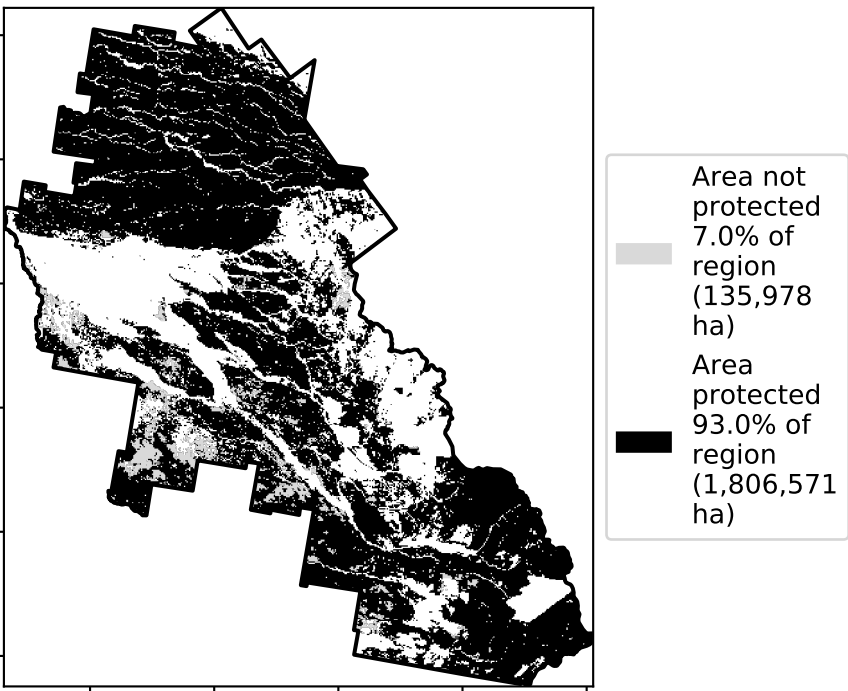 Area not
protected
7.0% of
region
(135,978
ha)
Area
protected
93.0% of
region
(1,806,571
ha)